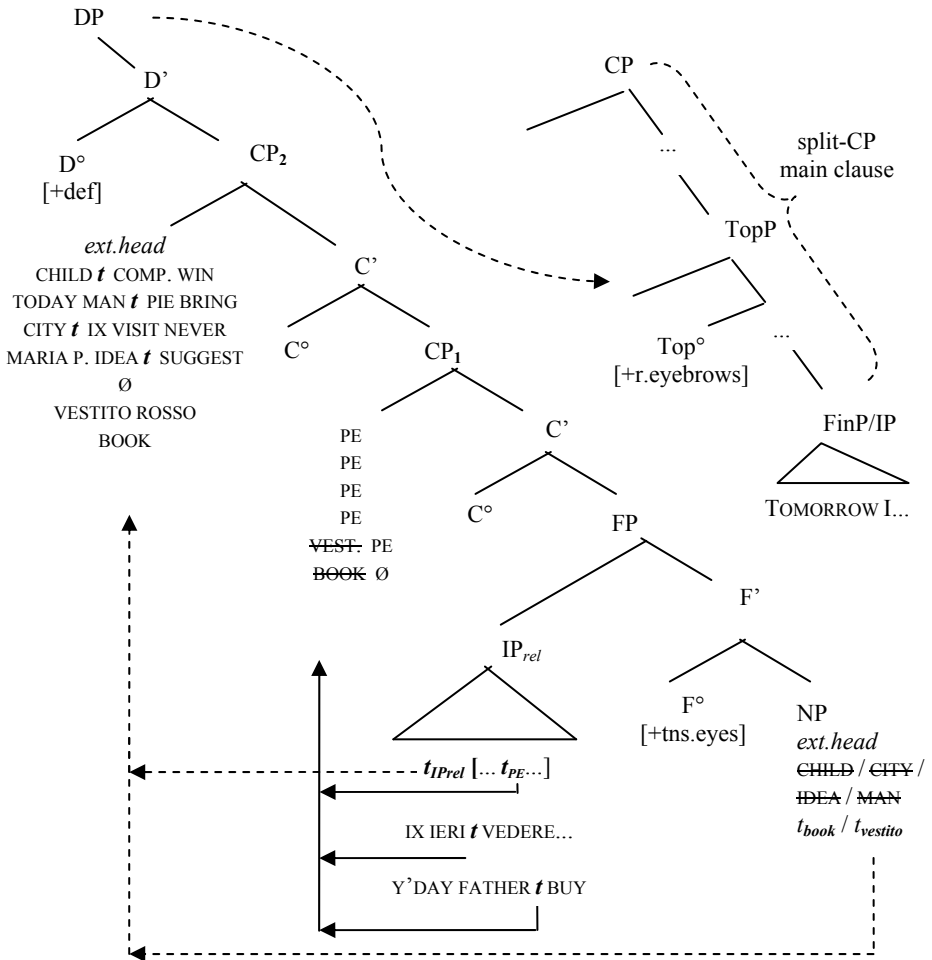 DP
D’
D°
[+def]
CP₂
ext.head
CHILD t COMP. WIN
TODAY MAN t PIE BRING
CITY t IX VISIT NEVER
MARIA P. IDEA t SUGGEST
Ø
VESTITO ROSSO
BOOK
C’
C°
CP₁
PE
PE
PE
PE
VEST. PE
BOOK Ø
C’
C°
FP
IPrel
F’
F°
[+tns.eyes]
NP
ext.head
CHILD / CITY /
IDEA / MAN
tbook / tvestito
tIPrel [... tPE...]
IX IERI t VEDERE...
Y’DAY FATHER t BUY
CP
...
split-CP
main clause
TopP
Top°
[+r.eyebrows]
...
FinP/IP
TOMORROW I...